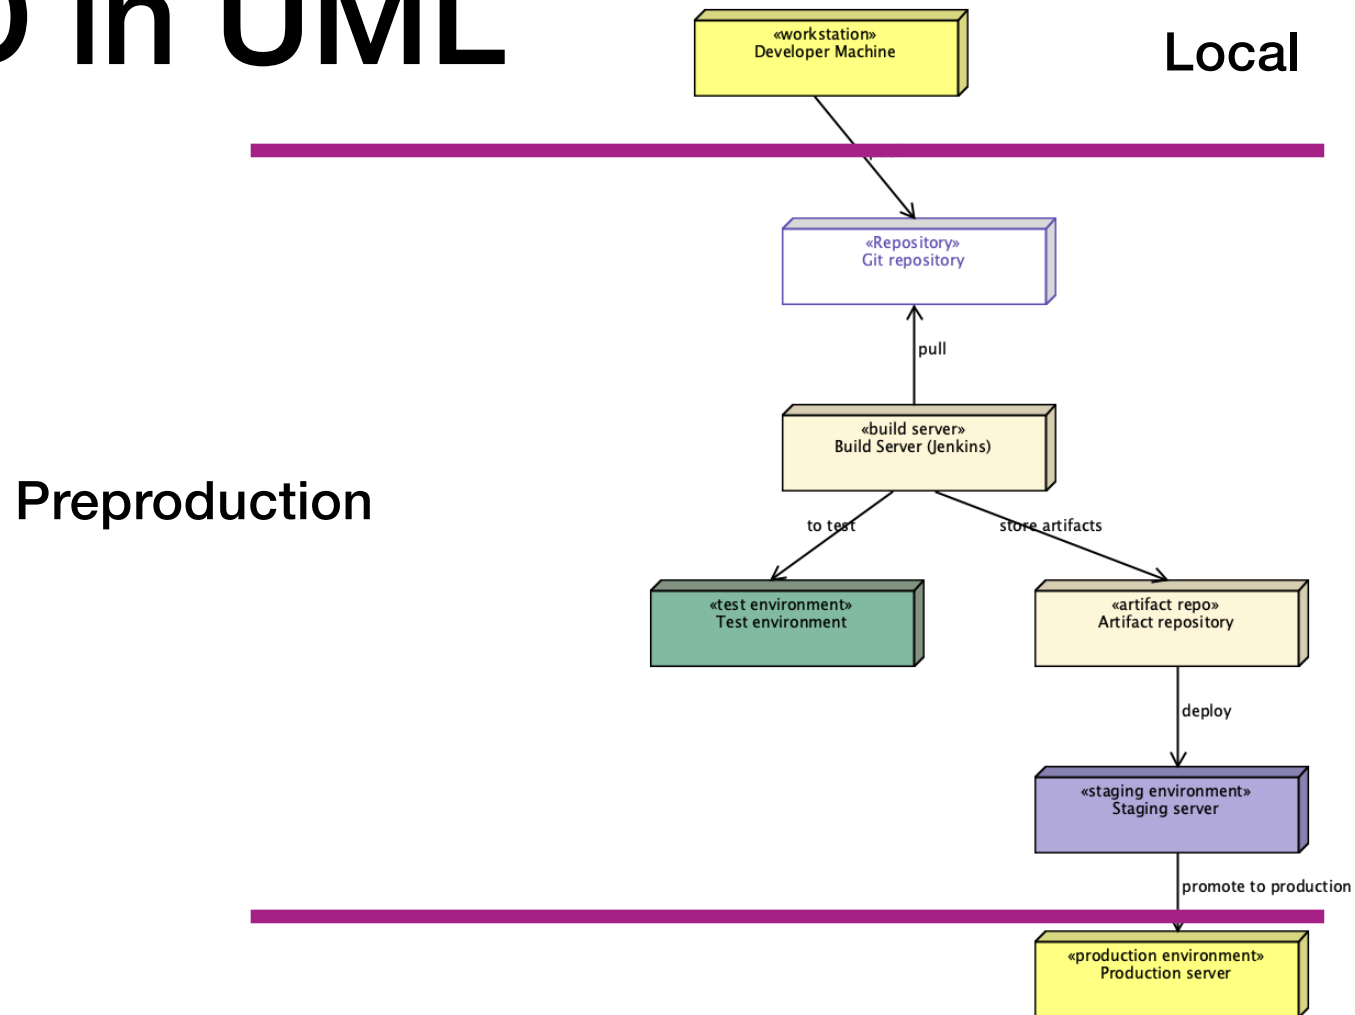 in UML
«workstation»
Developer Machine
Local
«Repository»
Git repository
pull
«build server»
Build Server (Jenkins)
Preproduction
to test
store artifacts
«test environment»
Test environment
«artifact repo»
Artifact repository
deploy
«staging environment»
Staging server
promote to production
«production environment»
Production server